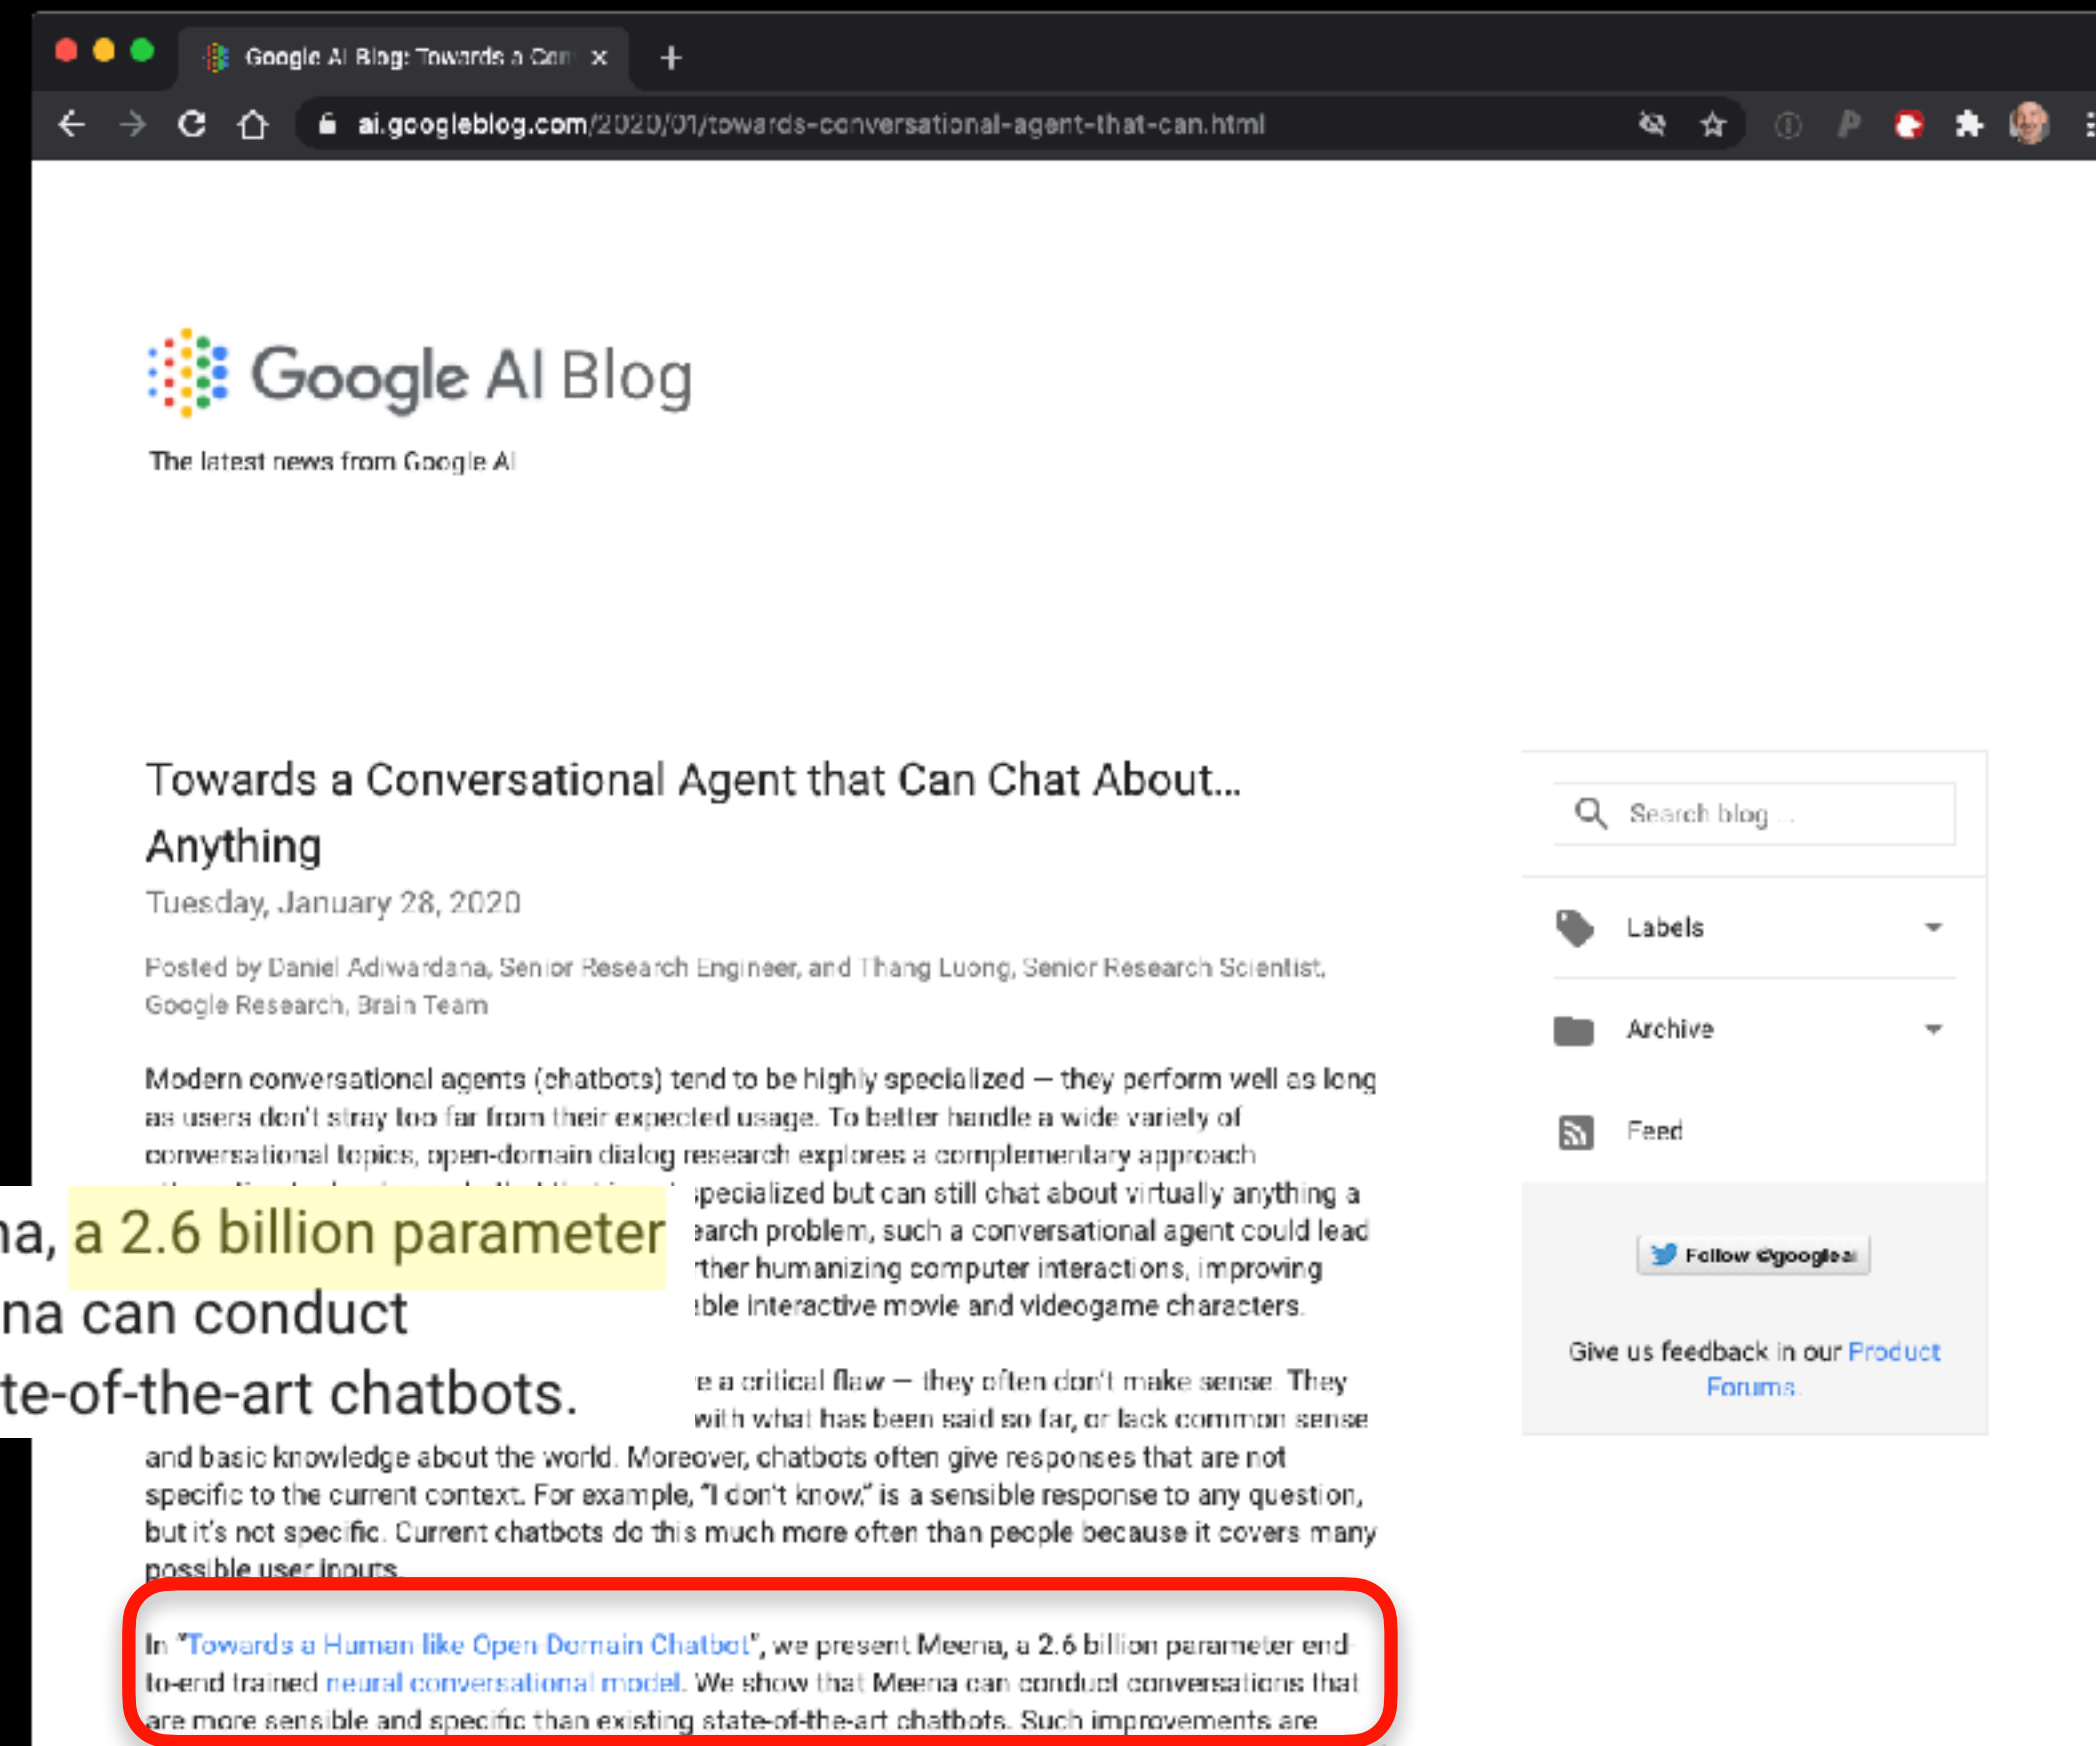 Google AI Blog: Towards a Con
ai.googleblog.com/2020/01/towards-conversational-agent-that-can.html
Google AI Blog
The latest news from Google AI
Towards a Conversational Agent that Can Chat About...
Anything
Tuesday, January 28, 2020
Posted by Daniel Adiwardana, Senior Research Engineer, and Thang Luong, Senior Research Scientist,
Google Research, Brain Team
Modern conversational agents (chatbots) tend to be highly specialized — they perform well as long
as users don't stray too far from their expected usage. To better handle a wide variety of
conversational topics, open-domain dialog research explores a complementary approach
specialized but can still chat about virtually anything a
earch problem, such a conversational agent could lead
ther humanizing computer interactions, improving
ble interactive movie and videogame characters.
na, a 2.6 billion parameter
na can conduct
te-of-the-art chatbots.
e a critical flaw — they often don't make sense. They
with what has been said so far, or lack common sense
and basic knowledge about the world. Moreover, chatbots often give responses that are not
specific to the current context. For example, "I don't know," is a sensible response to any question,
but it's not specific. Current chatbots do this much more often than people because it covers many
possible user inputs.
In "Towards a Human-like Open-Domain Chatbot", we present Meena, a 2.6 billion parameter end-
to-end trained neural conversational model. We show that Meena can conduct conversations that
are more sensible and specific than existing state-of-the-art chatbots. Such improvements are
Search blog ...
Labels
Archive
Feed
Follow @googleai
Give us feedback in our Product
Forums.